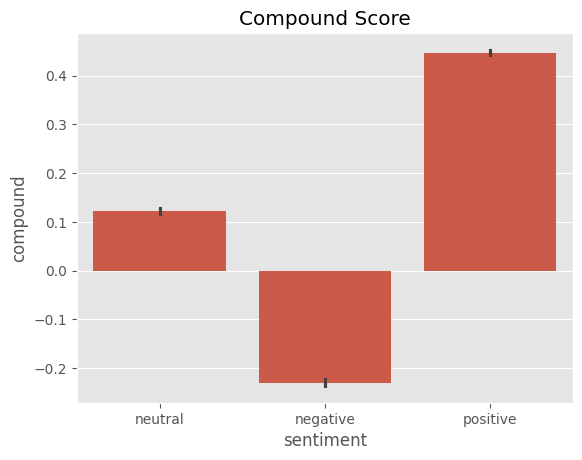 Compound Score
compound
0.4
0.3
0.2
0.1
0.0
−0.1
−0.2
neutral
negative
positive
sentiment